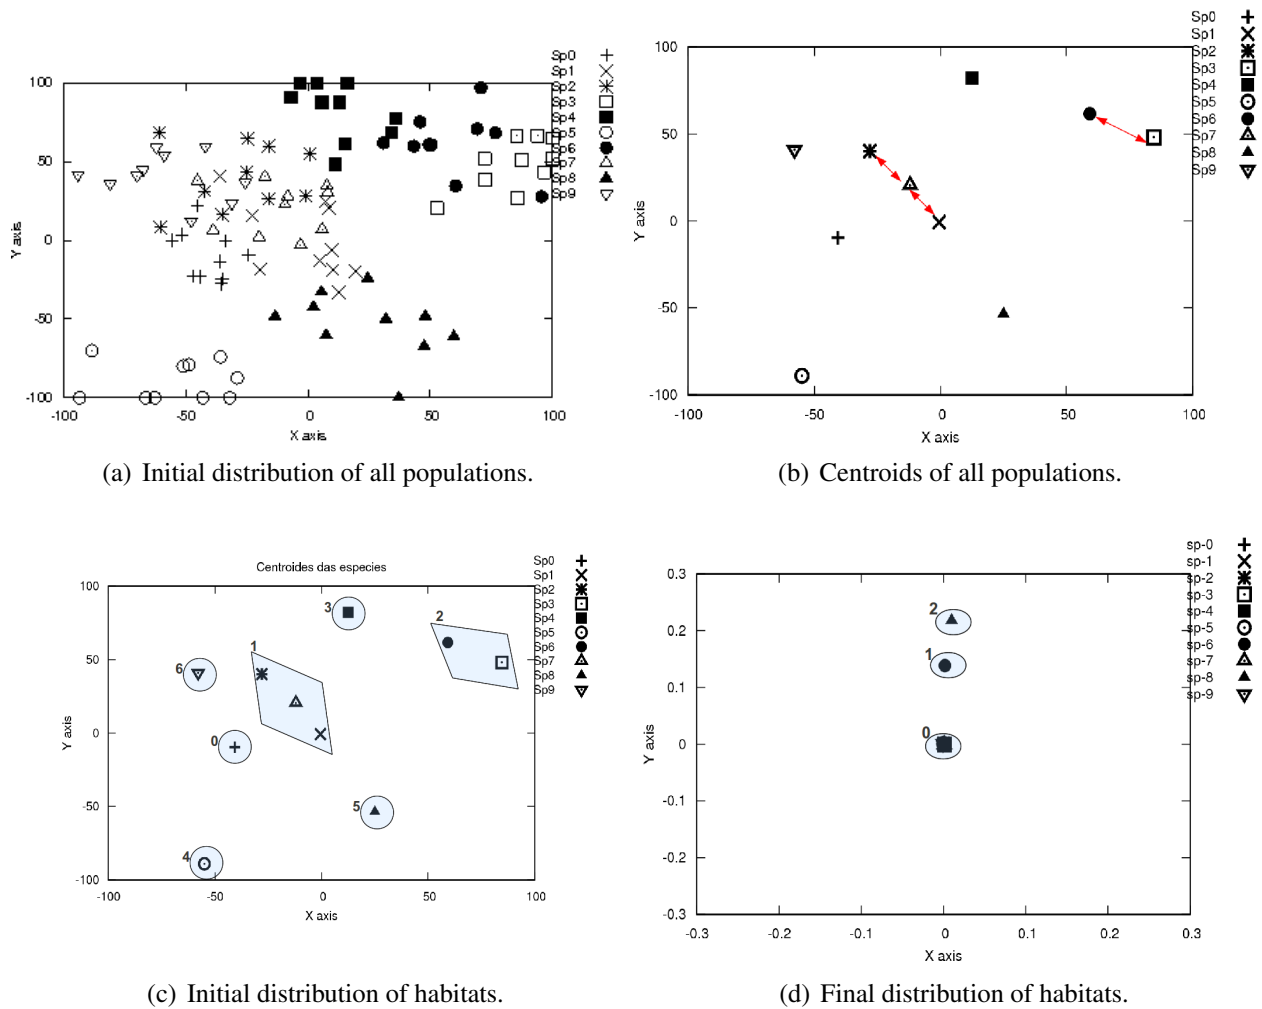 Sp0
Sp1
Sp2
Sp3
Sp4
Sp5
Sp6
Sp7
Sp8
Sp9
100
50
0
-50
-100
Y axis
-100
-50
0
50
100
X axis
(a) Initial distribution of all populations.
Sp0
Sp1
Sp2
Sp3
Sp4
Sp5
Sp6
Sp7
Sp8
Sp9
100
50
0
-50
-100
Y axis
-100
-50
0
50
100
X axis
(b) Centroids of all populations.
Centroides das especies
Sp0
Sp1
Sp2
Sp3
Sp4
Sp5
Sp6
Sp7
Sp8
Sp9
100
50
0
-50
-100
Y axis
3
2
1
6
0
5
4
-100
-50
0
50
100
X axis
(c) Initial distribution of habitats.
sp-0
sp-1
sp-2
sp-3
sp-4
sp-5
sp-6
sp-7
sp-8
sp-9
0.3
0.2
0.1
0
-0.1
-0.2
-0.3
Y axis
2
1
0
-0.3
-0.2
-0.1
0
0.1
0.2
0.3
X axis
(d) Final distribution of habitats.